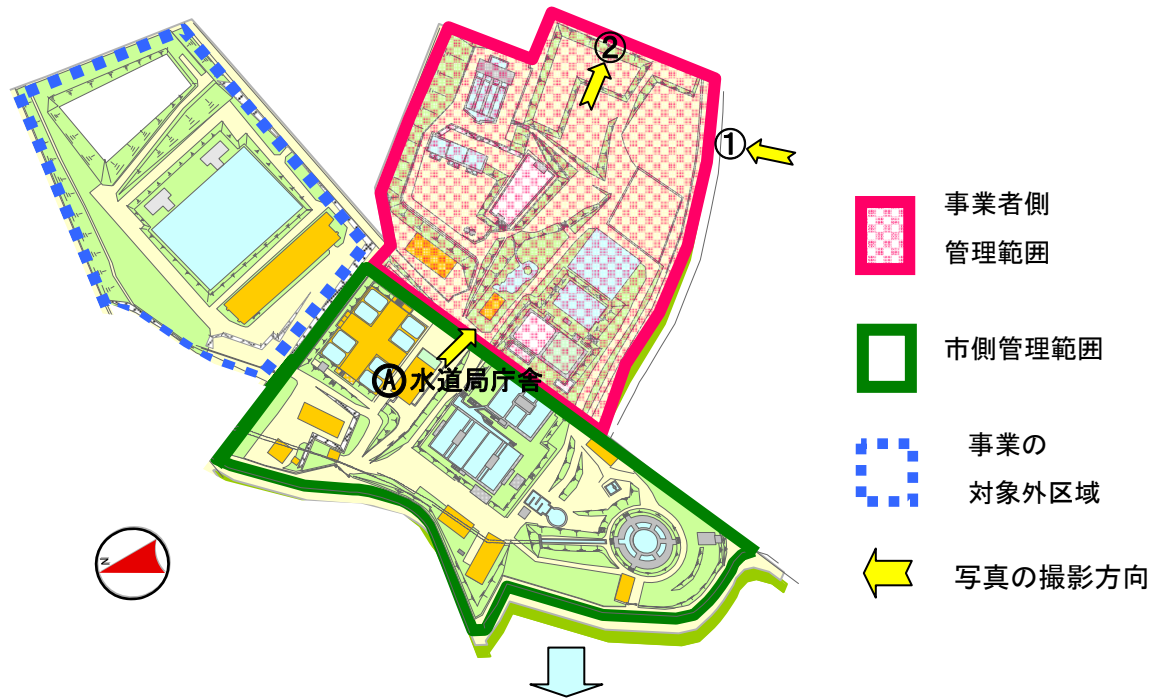 ②
①
Ⓐ水道局庁舎
N
事業者側
管理範囲
市側管理範囲
事業の
対象外区域
写真の撮影方向